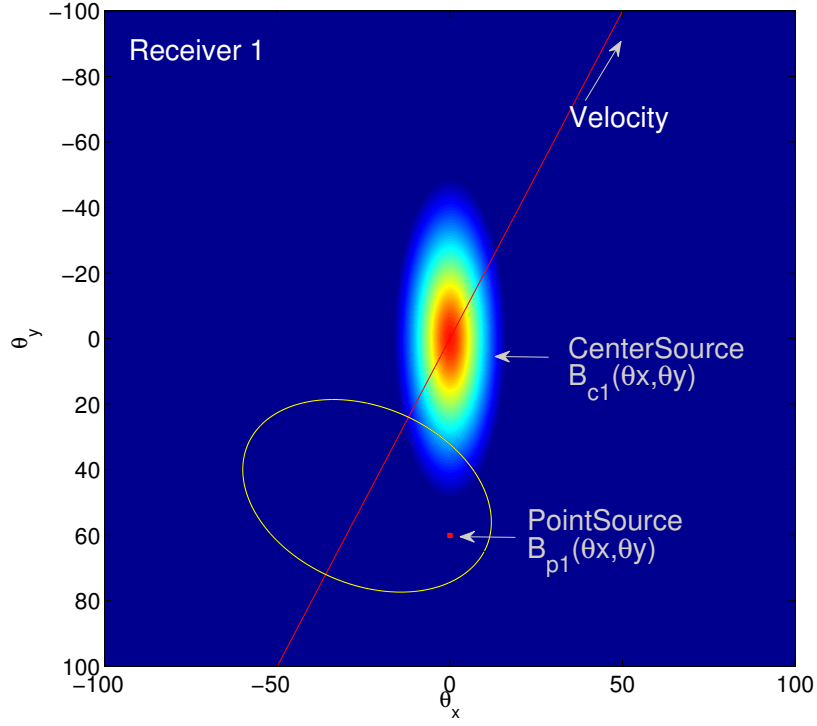 −100
−80
−60
−40
−20
0
20
40
60
80
100
θy
Receiver 1
Velocity
CenterSource
Bc1(θx,θy)
PointSource
Bp1(θx,θy)
−100
−50
0
50
100
θx